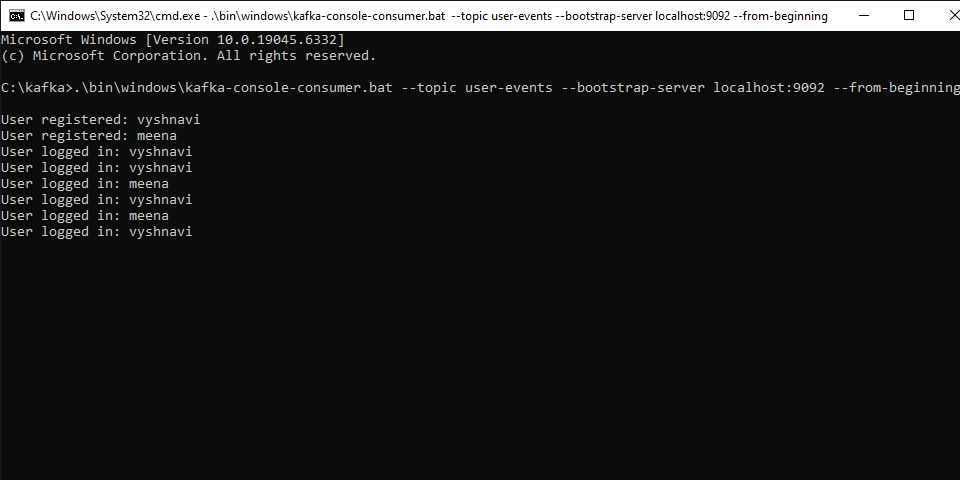 C:\Windows\System32\cmd.exe - .\bin\windows\kafka-console-consumer.bat --topic user-events --bootstrap-server localhost:9092 --from-beginning
Microsoft Windows [Version 10.0.19045.6332]
(c) Microsoft Corporation. All rights reserved.
C:\kafka>.\bin\windows\kafka-console-consumer.bat --topic user-events --bootstrap-server localhost:9092 --from-beginning
User registered: vyshnavi
User registered: meena
User logged in: vyshnavi
User logged in: vyshnavi
User logged in: meena
User logged in: vyshnavi
User logged in: meena
User logged in: vyshnavi